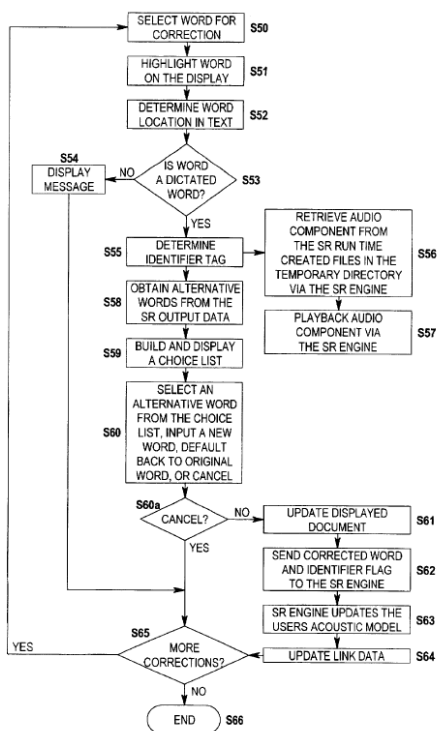 SELECT WORD FOR
CORRECTION
S50
HIGHLIGHT WORD
ON THE DISPLAY
S51
DETERMINE WORD
LOCATION IN TEXT
S52
S54
DISPLAY
MESSAGE
NO
IS WORD
A DICTATED
WORD?
S53
YES
S55
DETERMINE
IDENTIFIER TAG
RETRIEVE AUDIO
COMPONENT FROM
THE SR RUN TIME
CREATED FILES IN THE
TEMPORARY DIRECTORY
VIA THE SR ENGINE
S56
S58
OBTAIN ALTERNATIVE
WORDS FROM THE
SR OUTPUT DATA
PLAYBACK AUDIO
COMPONENT VIA
THE SR ENGINE
S57
S59
BUILD AND DISPLAY
A CHOICE LIST
S60
SELECT AN
ALTERNATIVE WORD
FROM THE CHOICE
LIST, INPUT A NEW
WORD, DEFAULT
BACK TO ORIGINAL
WORD, OR CANCEL
S60a
CANCEL?
NO
YES
UPDATE DISPLAYED
DOCUMENT
S61
SEND CORRECTED WORD
AND IDENTIFIER FLAG
TO THE SR ENGINE
S62
SR ENGINE UPDATES THE
USERS ACOUSTIC MODEL
S63
UPDATE LINK DATA
S64
S65
YES
MORE
CORRECTIONS?
NO
END
S66